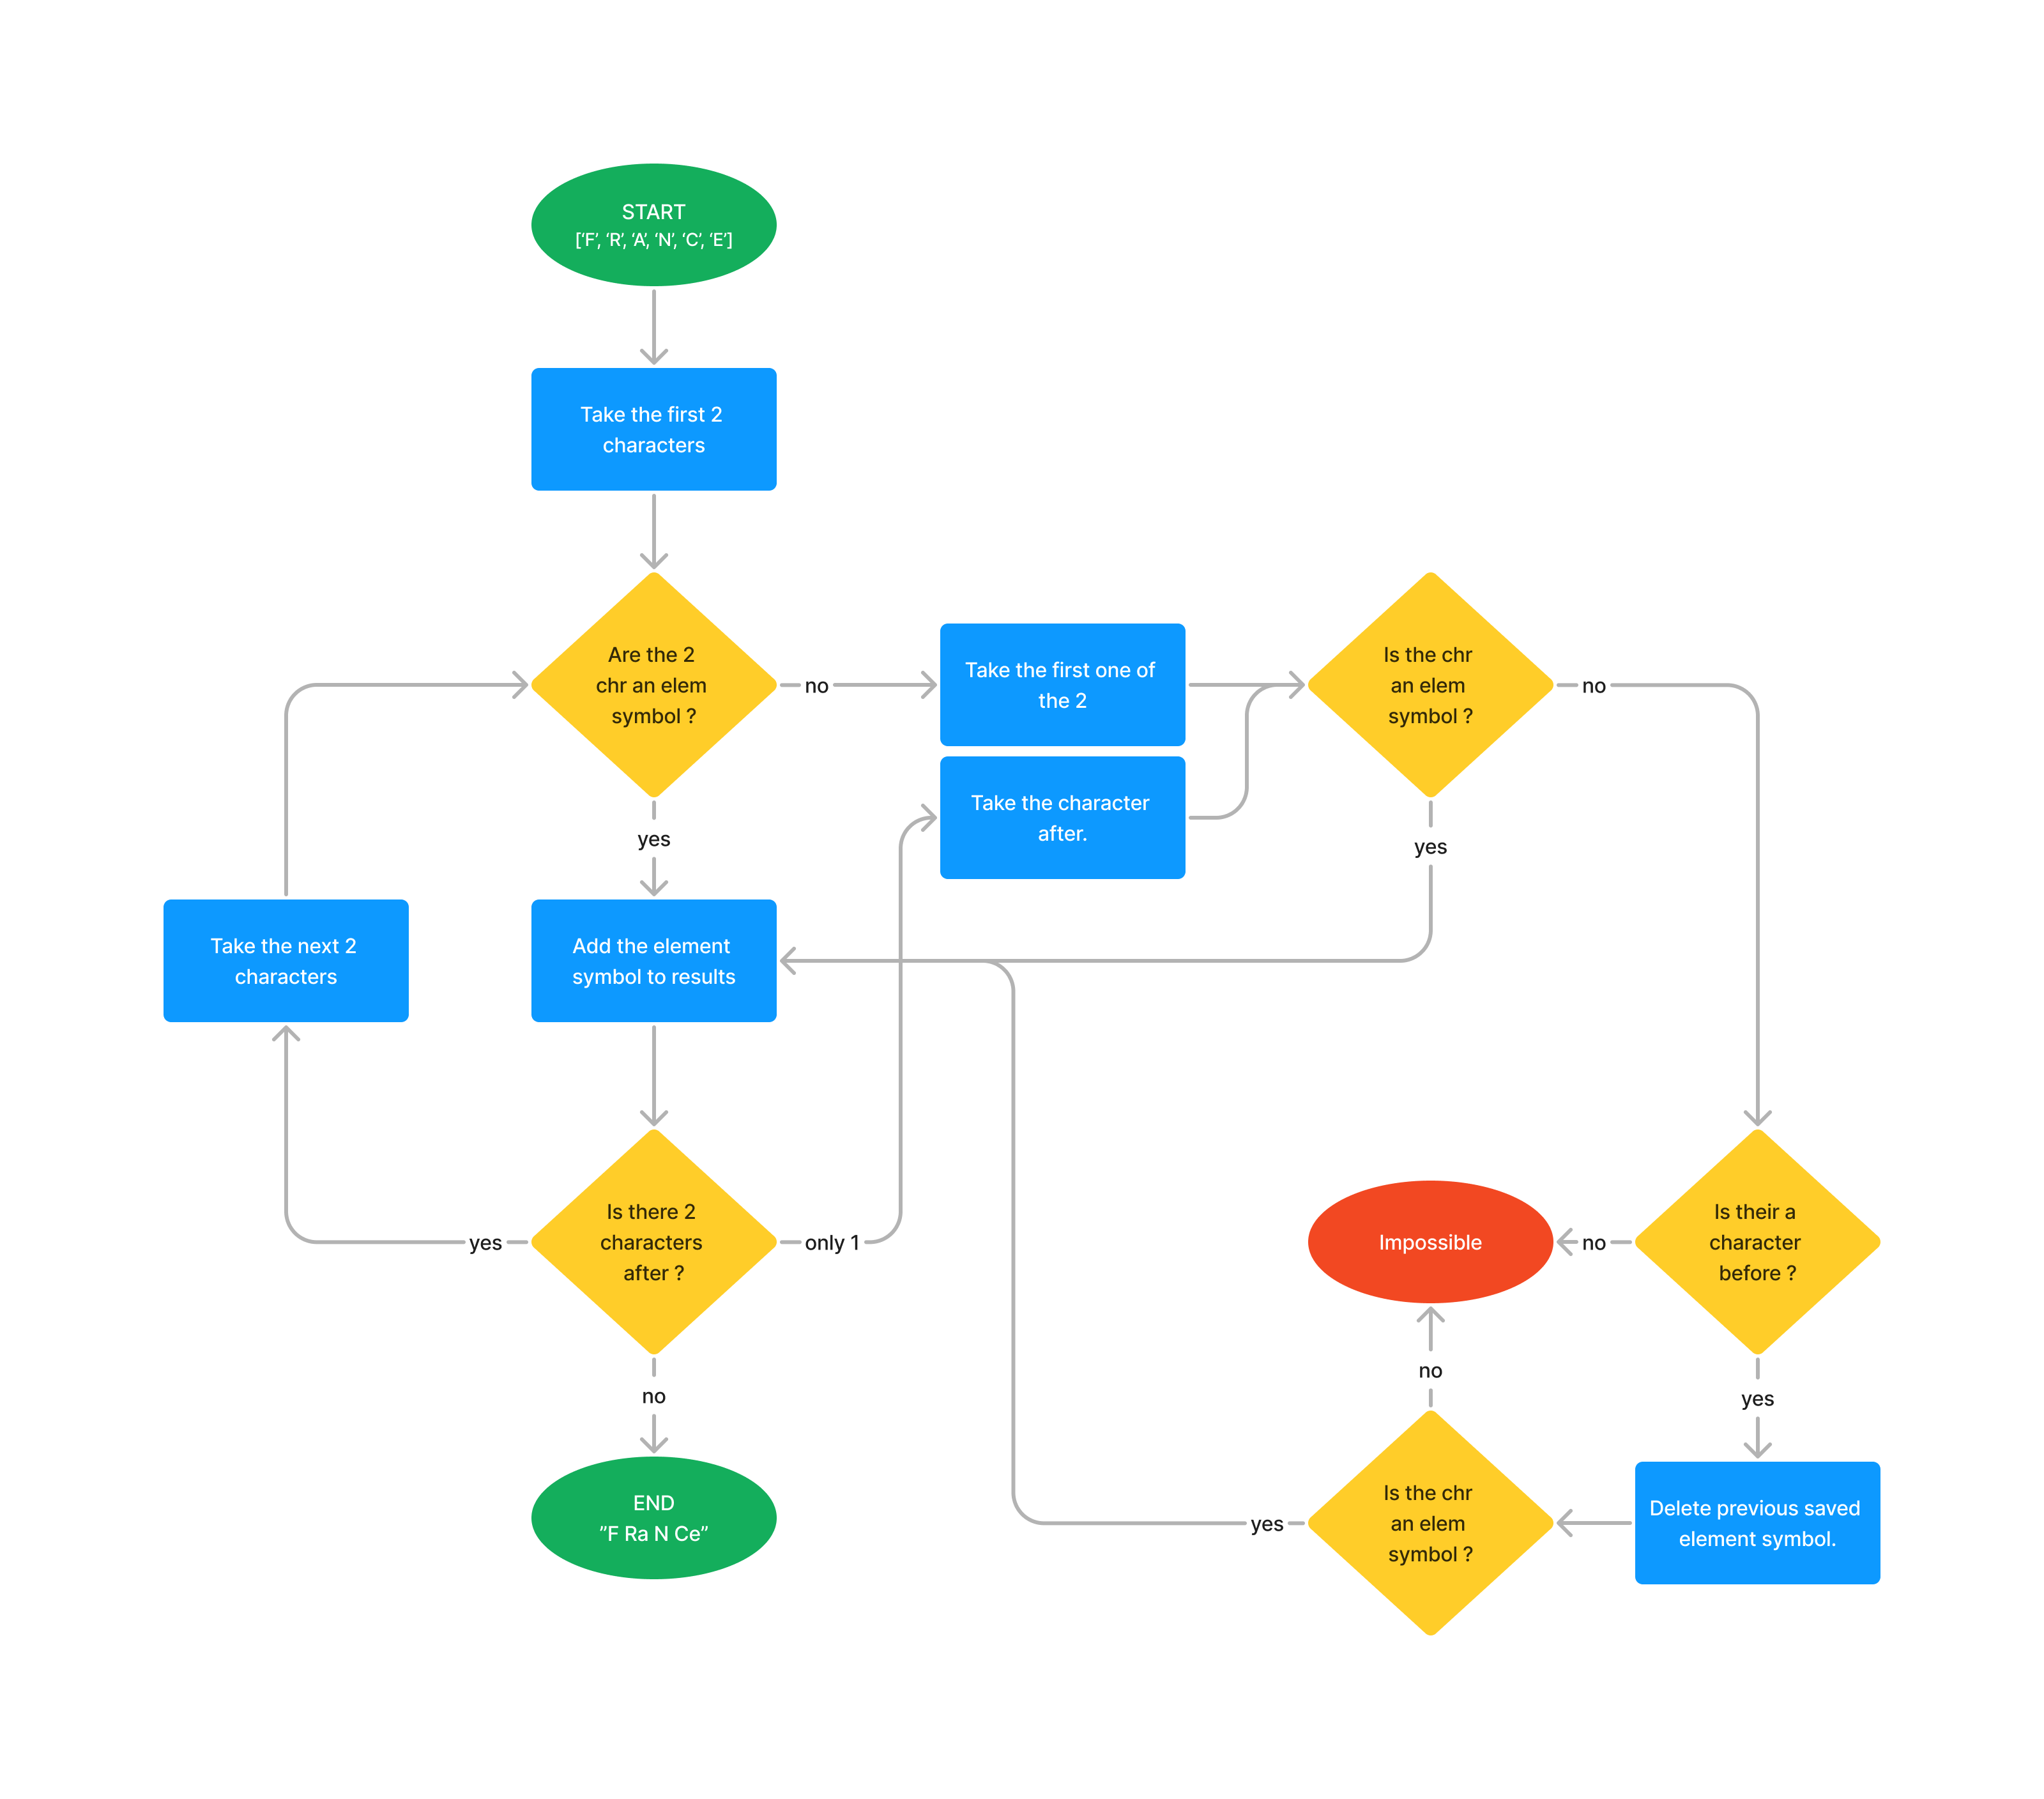 START
[‘F’, ‘R’, ‘A’, ‘N’, ‘C’, ‘E’]
Take the first 2
characters
Are the 2
chr an elem
symbol ?
no
Take the first one of
the 2
Is the chr
an elem
symbol ?
no
Take the character
after.
yes
yes
Take the next 2
characters
Add the element
symbol to results
Is there 2
characters
after ?
yes
only 1
Impossible
no
Is their a
character
before ?
no
no
yes
END
”F Ra N Ce”
yes
Is the chr
an elem
symbol ?
Delete previous saved
element symbol.